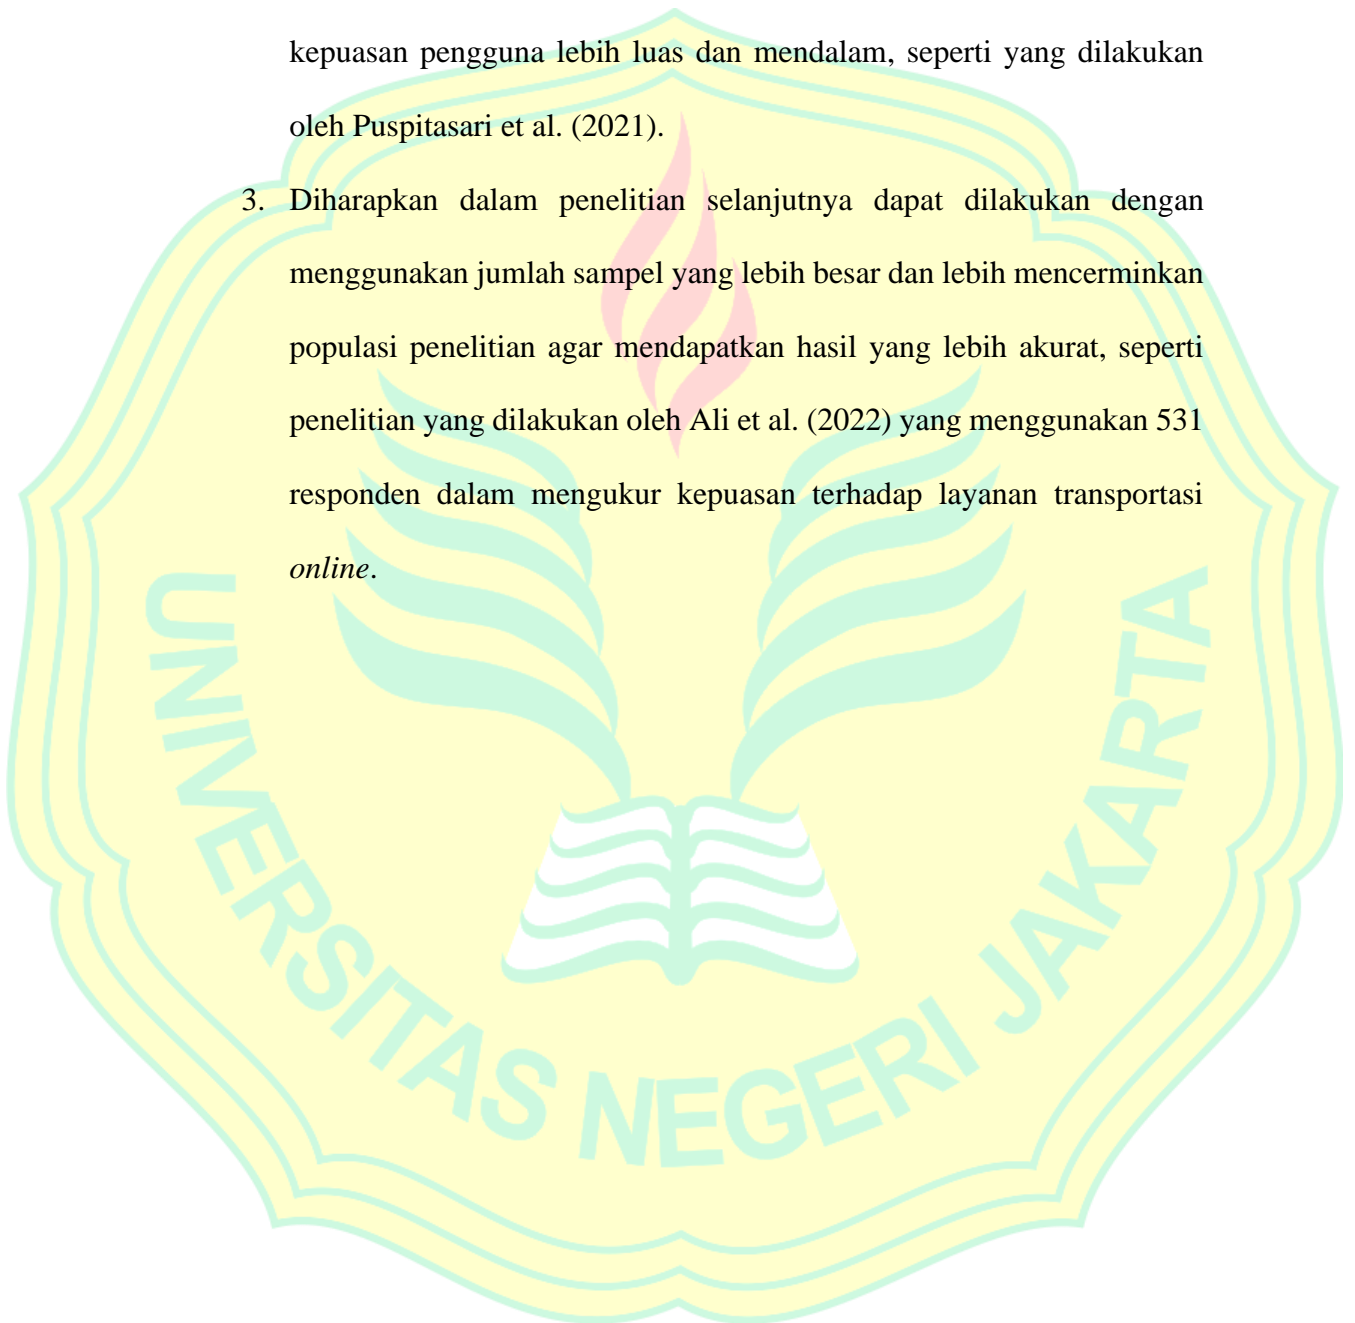 kepuasan pengguna lebih luas dan mendalam, seperti yang dilakukan
oleh Puspitasari et al. (2021).
3. Diharapkan dalam penelitian selanjutnya dapat dilakukan dengan
menggunakan jumlah sampel yang lebih besar dan lebih mencerminkan
populasi penelitian agar mendapatkan hasil yang lebih akurat, seperti
penelitian yang dilakukan oleh Ali et al. (2022) yang menggunakan 531
responden dalam mengukur kepuasan terhadap layanan transportasi
online.
UNIVERSITAS NEGERI JAKARTA